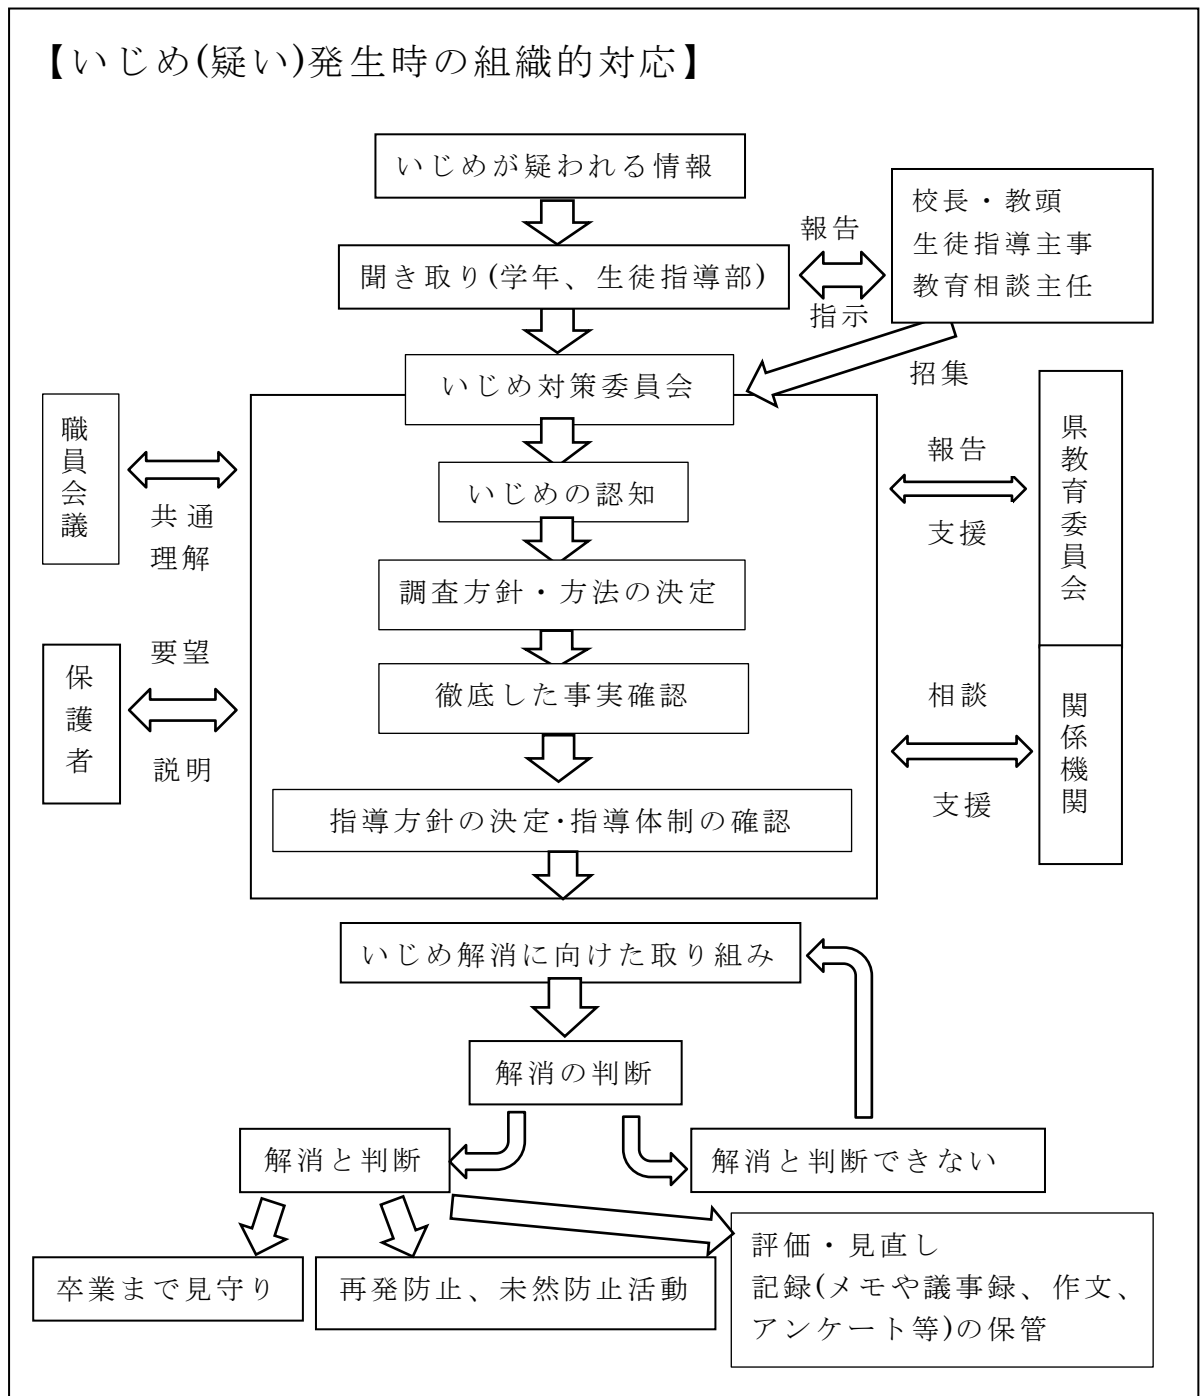 【いじめ(疑い)発生時の組織的対応】
いじめが疑われる情報
校長・教頭
生徒指導主事
教育相談主任
報告
聞き取り(学年、生徒指導部)
指示
いじめ対策委員会
招集
職員会議
県教育委員会
報告
いじめの認知
共通
理解
支援
調査方針・方法の決定
要望
保護者
徹底した事実確認
相談
関係機関
説明
支援
指導方針の決定・指導体制の確認
いじめ解消に向けた取り組み
解消の判断
解消と判断
解消と判断できない
評価・見直し
記録(メモや議事録、作文、
アンケート等)の保管
卒業まで見守り
再発防止、未然防止活動